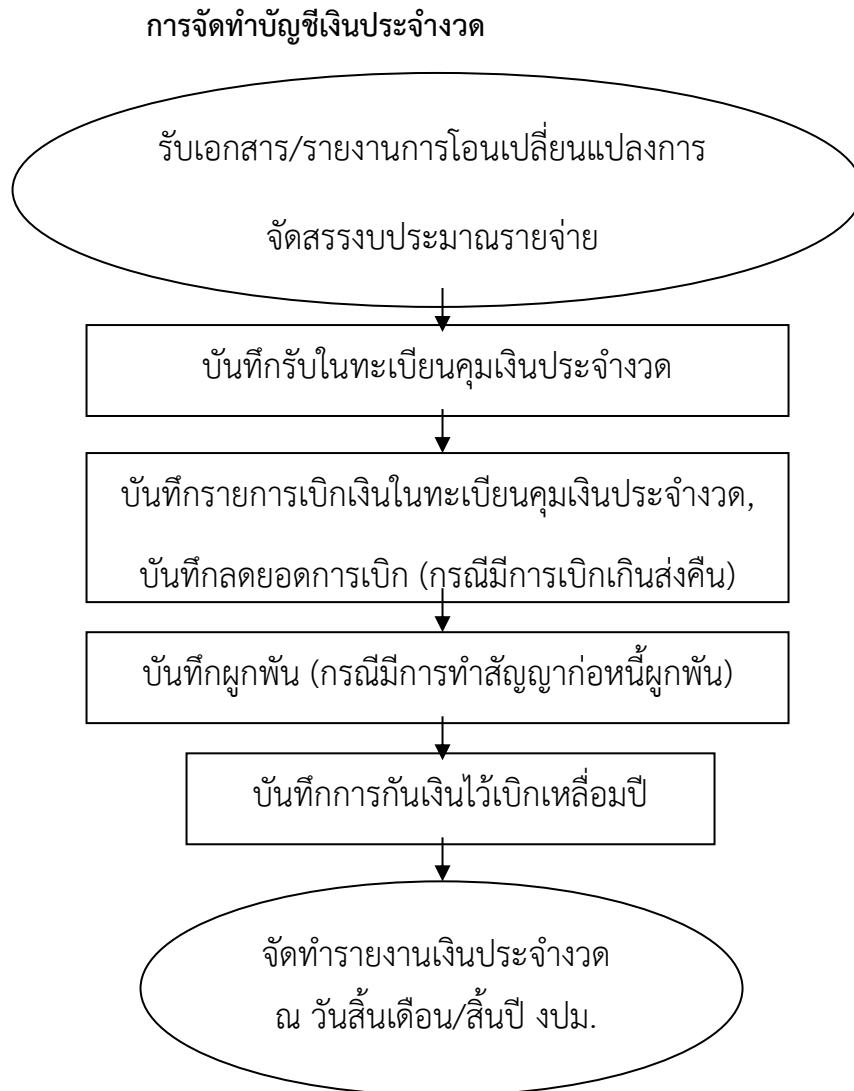 การจัดทำบัญชีเงินประจำงวด
รับเอกสาร/รายงานการโอนเปลี่ยนแปลงการ
จัดสรรงบประมาณรายจ่าย
บันทึกรับในทะเบียนคุมเงินประจำงวด
บันทึกรายการเบิกเงินในทะเบียนคุมเงินประจำงวด,
บันทึกลดยอดการเบิก (กรณีมีการเบิกเกินส่งคืน)
บันทึกผูกพัน (กรณีมีการทำสัญญาก่อหนี้ผูกพัน)
บันทึกการกันเงินไว้เบิกเหลื่อมปี
จัดทำรายงานเงินประจำงวด
ณ วันสิ้นเดือน/สิ้นปี งปม.